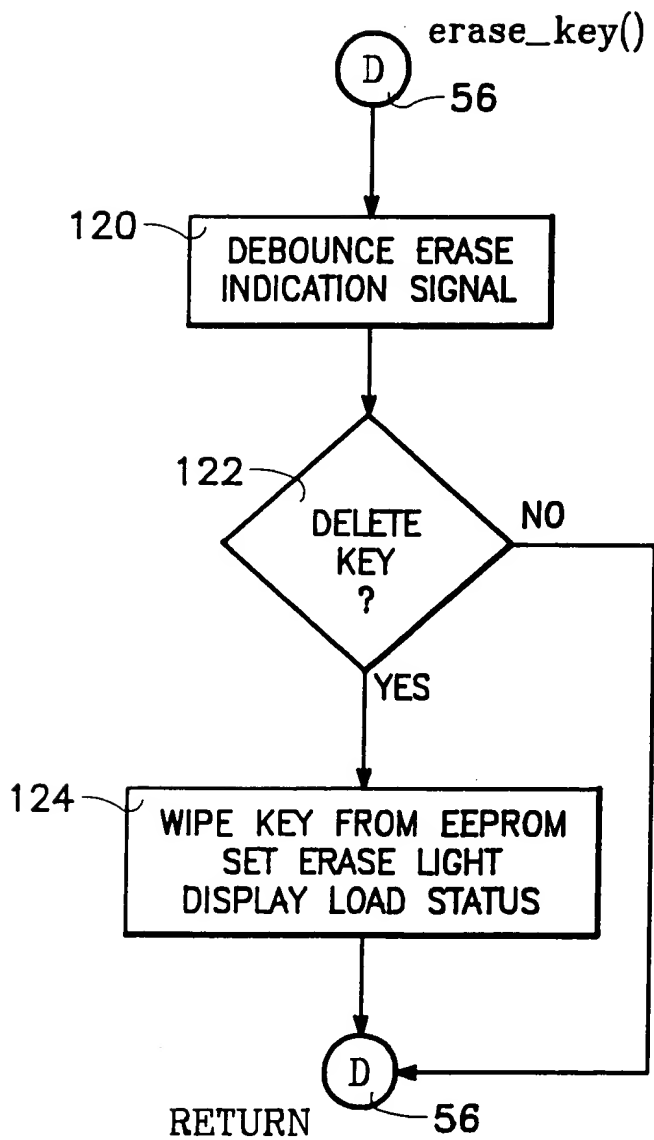 erase_key()
D
56
120
DEBOUNCE ERASE
INDICATION SIGNAL
122
DELETE
KEY
?
NO
YES
124
WIPE KEY FROM EEPROM
SET ERASE LIGHT
DISPLAY LOAD STATUS
D
RETURN
56